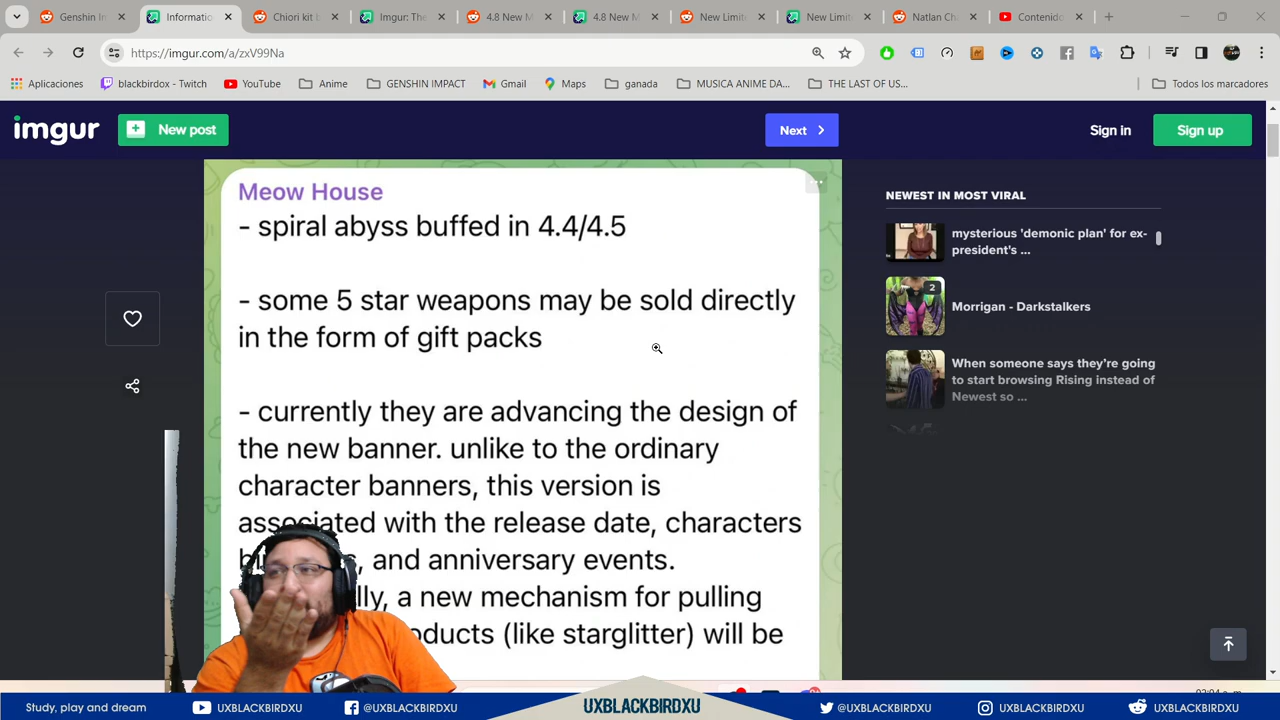 Genshin In
Informatio
Chiori kit b
Imgur: The
4.8 New M
4.8 New M
New Limite
New Limite
Natlan Ch
Contenido
https://imgur.com/a/zxV99Na
Aplicaciones
blackbirdox - Twitch
YouTube
Anime
GENSHIN IMPACT
Gmail
Maps
ganada
MUSICA ANIME DA...
THE LAST OF US...
Todos los marcadores
imgur
New post
Next
Sign in
Sign up
Meow House
- spiral abyss buffed in 4.4/4.5
- some 5 star weapons may be sold directly
in the form of gift packs
- currently they are advancing the design of
the new banner. unlike to the ordinary
character banners, this version is
associated with the release date, characters
, and anniversary events.
lly, a new mechanism for pulling
oducts (like starglitter) will be
NEWEST IN MOST VIRAL
mysterious 'demonic plan' for ex-
president's ...
2
Morrigan - Darkstalkers
When someone says they're going
to start browsing Rising instead of
Newest so ...
Study, play and dream
UXBLACKBIRDXU
@UXBLACKBIRDXU
UXBLACKBIRDXU
@UXBLACKBIRDXU
UXBLACKBIRDXU
UXBLACKBIRDXU